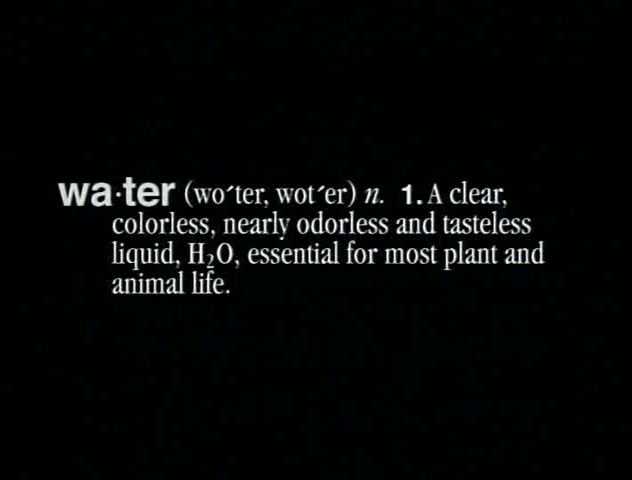 wa·ter (wo′ter, wot′er) n. 1. A clear,
colorless, nearly odorless and tasteless
liquid, H₂O, essential for most plant and
animal life.